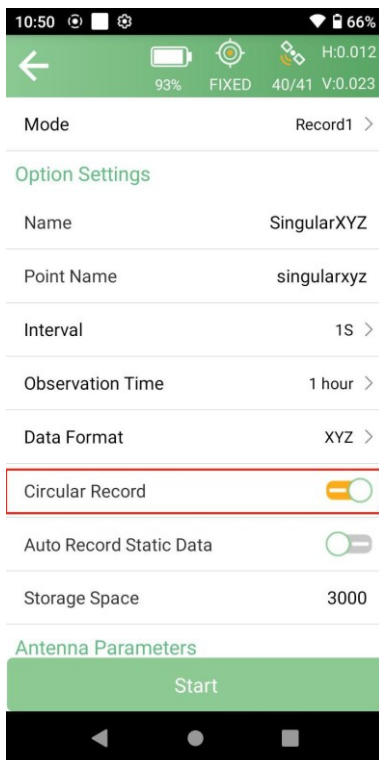 10:50 66%
H:0.012
93% FIXED 40/41 V:0.023
Mode Record1 >
Option Settings
Name SingularXYZ
Point Name singularxyz
Interval 1S >
Observation Time 1 hour >
Data Format XYZ >
Circular Record
Auto Record Static Data
Storage Space 3000
Antenna Parameters
Start